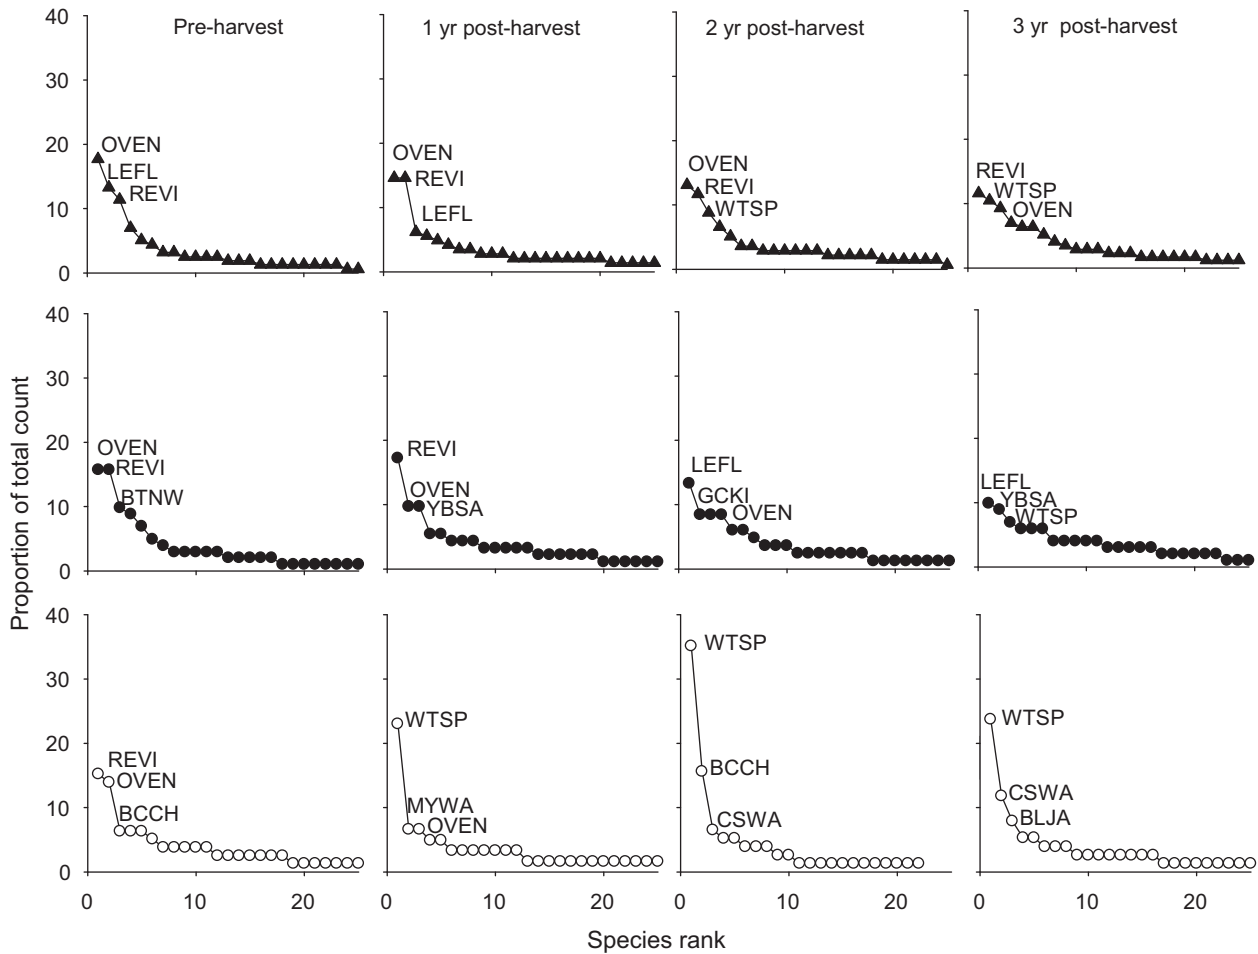 Pre-harvest
1 yr post-harvest
2 yr post-harvest
3 yr post-harvest
40
30
20
10
0
OVEN
LEFL
REVI
OVEN
REVI
LEFL
OVEN
REVI
WTSP
REVI
WTSP
OVEN
Proportion of total count
40
30
20
10
0
OVEN
REVI
BTNW
REVI
OVEN
YBSA
LEFL
GCKI
OVEN
LEFL
YBSA
WTSP
40
30
20
10
0
REVI
OVEN
BCCH
WTSP
MYWA
OVEN
WTSP
BCCH
CSWA
WTSP
CSWA
BLJA
0 10 20
0 10 20
0 10 20
0 10 20
Species rank